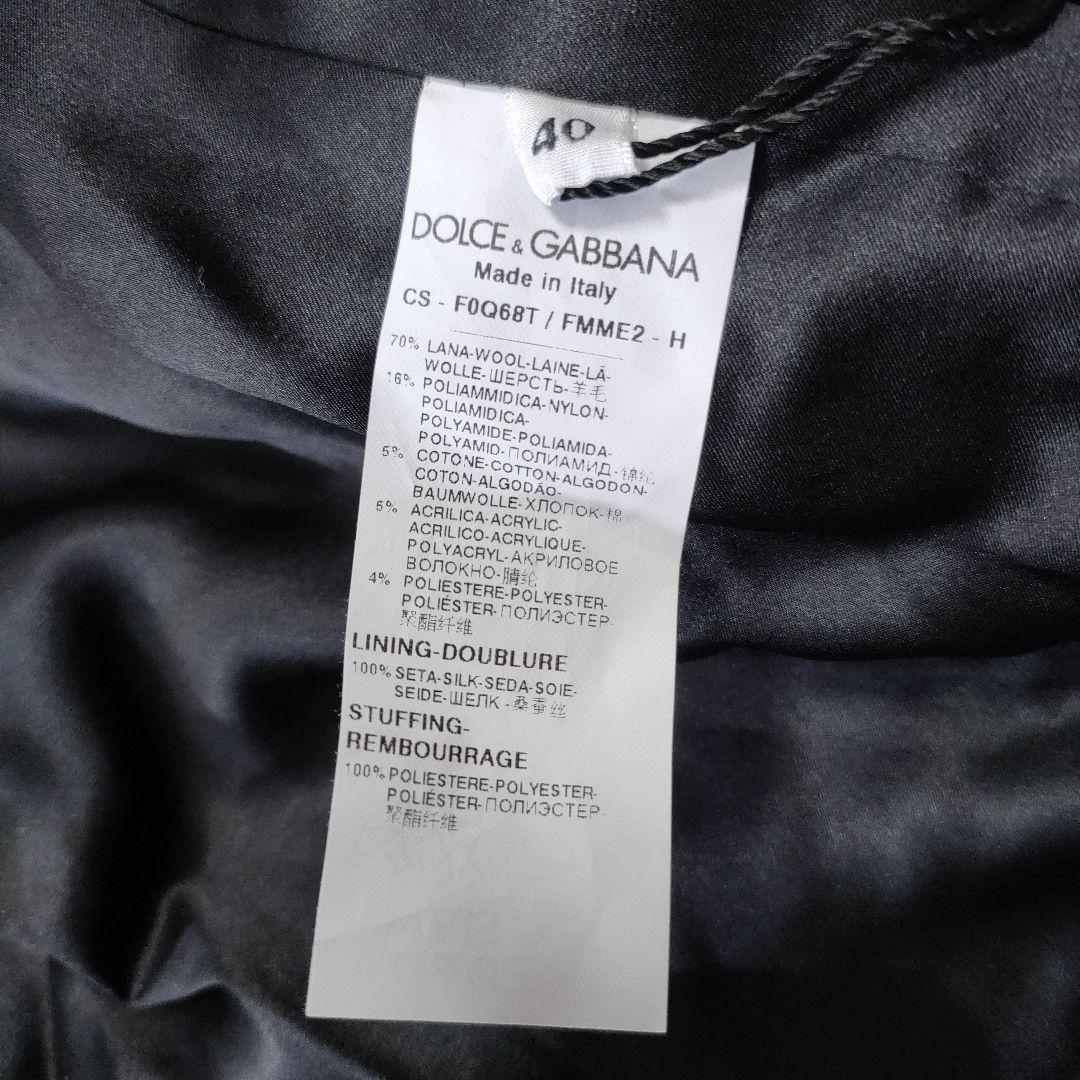 40
DOLCE & GABBANA
Made in Italy
CS - F0Q68T / FMME2 - H
70% LANA-WOOL-LAINE-LÃ-
WOLLE-ШЕРСТЬ-羊毛
16% POLIAMMIDICA-NYLON-
POLIAMIDICA-
POLYAMIDE-POLIAMIDA-
POLYAMID-ПОЛИАМИД-锦纶
5% COTONE-COTTON-ALGODON-
COTON-ALGODÃO-
BAUMWOLLE-ХЛОПОК-棉
5% ACRILICA-ACRYLIC-
ACRILICO-ACRYLIQUE-
POLYACRYL-АКРИЛОВОЕ
ВОЛОКНО-腈纶
4% POLIESTERE-POLYESTER-
POLIÉSTER-ПОЛИЭСТЕР-
聚酯纤维
LINING-DOUBLURE
100% SETA-SILK-SEDA-SOIE-
SEIDE-ШЕЛК-桑蚕丝
STUFFING-
REMBOURRAGE
100% POLIESTERE-POLYESTER-
POLIÉSTER-ПОЛИЭСТЕР-
聚酯纤维